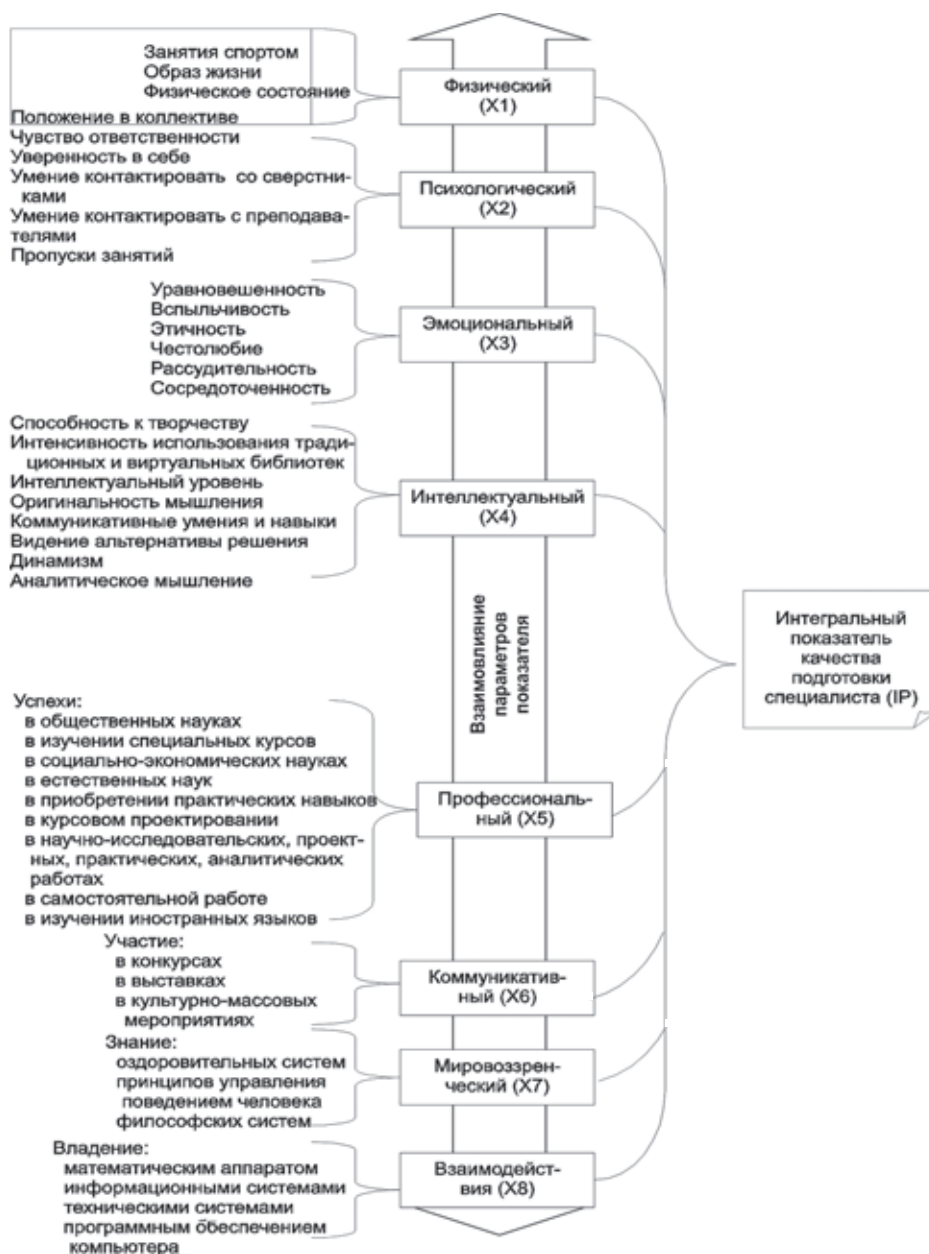 Занятия спортом
Образ жизни
Физическое состояние
Положение в коллективе
Физический
(X1)
Чувство ответственности
Уверенность в себе
Умение контактировать со сверстни-
ками
Умение контактировать с преподава-
телями
Пропуски занятий
Психологический
(X2)
Уравновешенность
Вспыльчивость
Этичность
Честолюбие
Рассудительность
Сосредоточенность
Эмоциональный
(X3)
Способность к творчеству
Интенсивность использования тради-
ционных и виртуальных библиотек
Интеллектуальный уровень
Оригинальность мышления
Коммуникативные умения и навыки
Видение альтернативы решения
Динамизм
Аналитическое мышление
Интеллектуальный
(X4)
Взаимовлияние
параметров
показателя
Интегральный
показатель
качества
подготовки
специалиста (IP)
Успехи:
в общественных науках
в изучении специальных курсов
в социально-экономических науках
в естественных наук
в приобретении практических навыков
в курсовом проектировании
в научно-исследовательских, проект-
ных, практических, аналитических
работах
в самостоятельной работе
в изучении иностранных языков
Профессиональ-
ный (X5)
Участие:
в конкурсах
в выставках
в культурно-массовых
мероприятиях
Коммуникатив-
ный (X6)
Знание:
оздоровительных систем
принципов управления
поведением человека
философских систем
Мировоззрен-
ческий (X7)
Владение:
математическим аппаратом
информационными системами
техническими системами
программным ббеспечением
компьютера
Взаимодейст-
вия (X8)